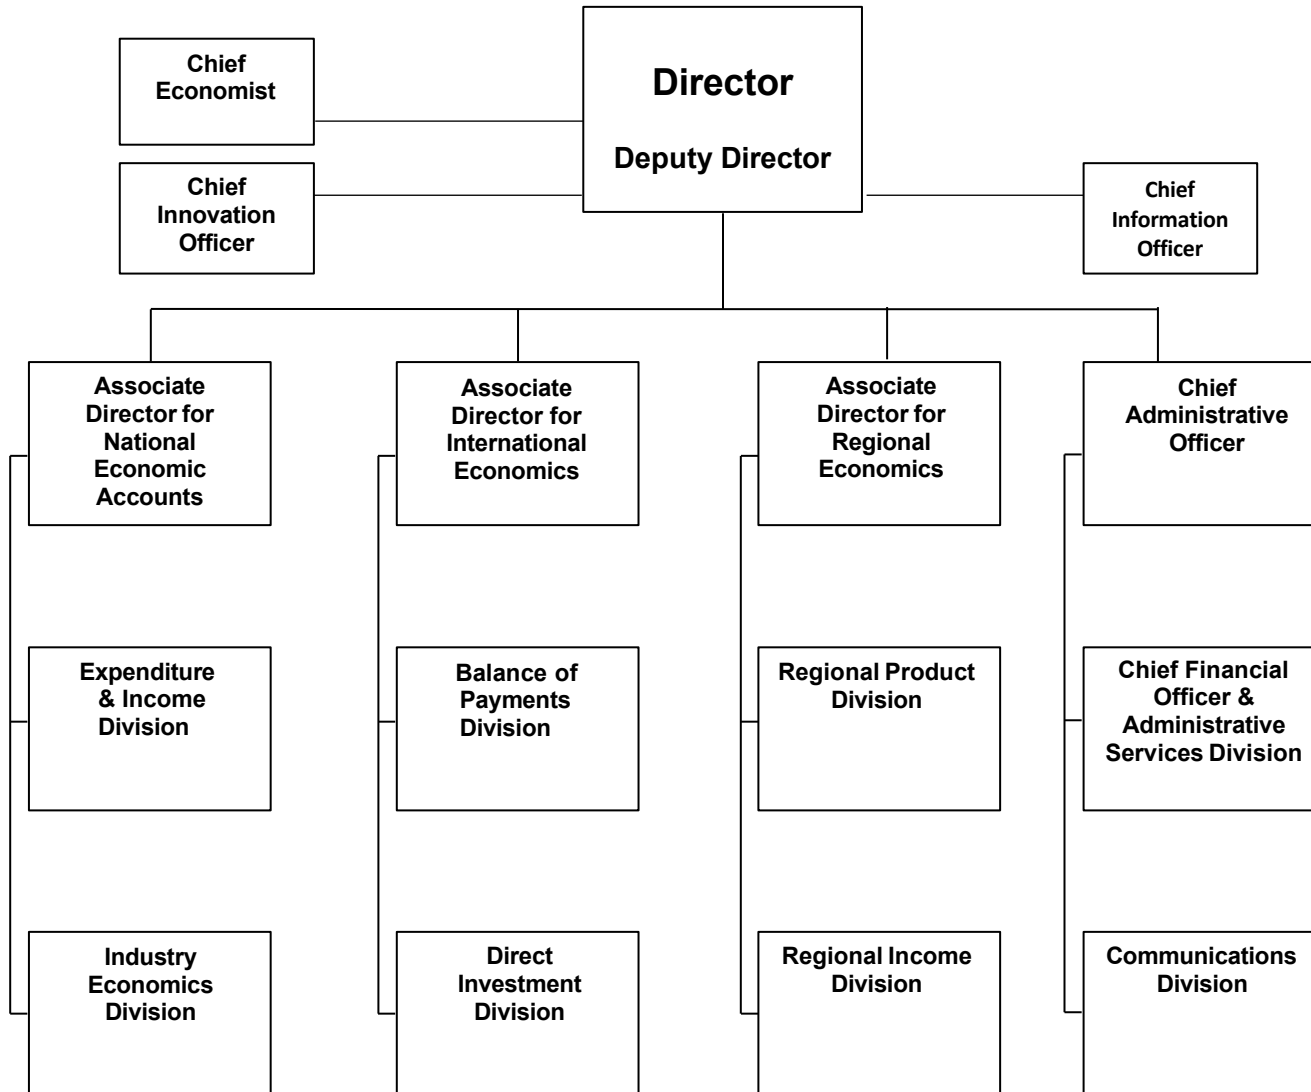 Chief
Economist
Director
Deputy Director
Chief
Innovation
Officer
Chief
Information
Officer
Associate
Director for
National
Economic
Accounts
Associate
Director for
International
Economics
Associate
Director for
Regional
Economics
Chief
Administrative
Officer
Expenditure
& Income
Division
Balance of
Payments
Division
Regional Product
Division
Chief Financial
Officer &
Administrative
Services Division
Industry
Economics
Division
Direct
Investment
Division
Regional Income
Division
Communications
Division